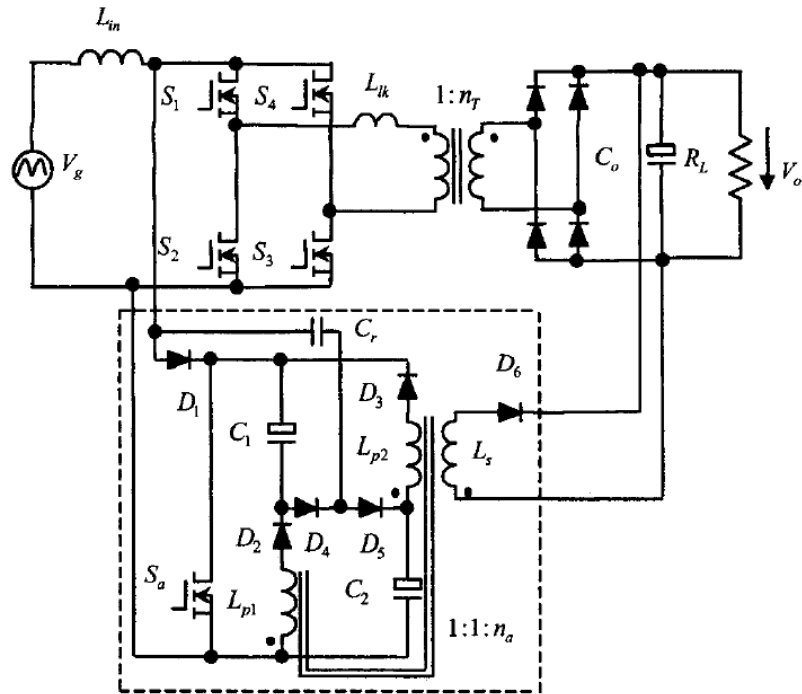 L_in
S_1 S_4
L_lk
1:n_T
V_g
C_o R_L
V_o
S_2 S_3
C_r
D_1
D_3
D_6
C_1
L_p2
L_s
D_2 D_4 D_5
S_a
L_p1
C_2
1:1:n_a